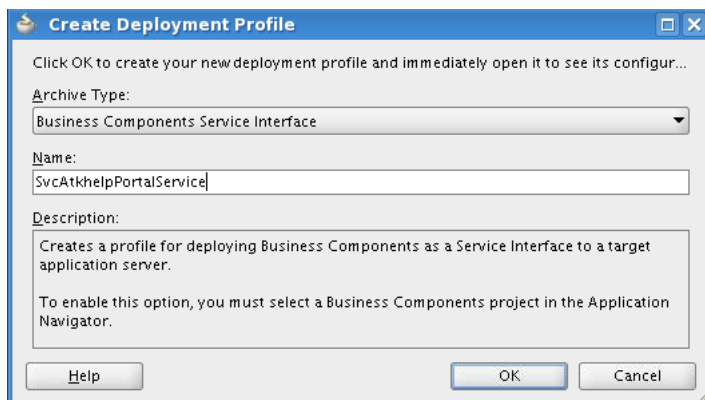 Create Deployment Profile
Click OK to create your new deployment profile and immediately open it to see its configur...
Archive Type:
Business Components Service Interface
Name:
SvcAtkhelpPortalService
Description:
Creates a profile for deploying Business Components as a Service Interface to a target
application server.
To enable this option, you must select a Business Components project in the Application
Navigator.
Help
OK
Cancel